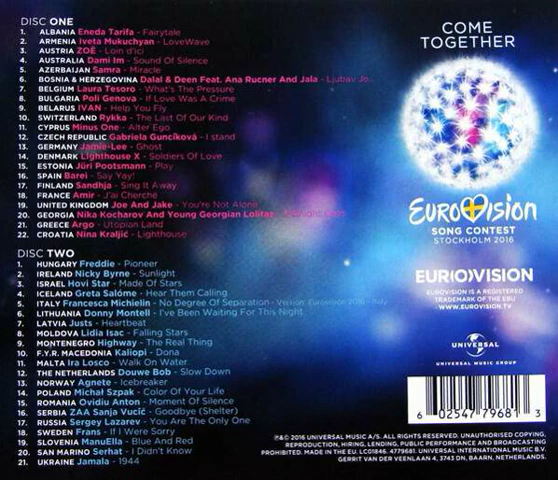 DISC ONE
1. ALBANIA Eneda Tarifa - Fairytale
2. ARMENIA Iveta Mukuchyan - LoveWave
3. AUSTRIA ZOË - Loin d'ici
4. AUSTRALIA Dami Im - Sound Of Silence
5. AZERBAIJAN Samra - Miracle
6. BOSNIA & HERZEGOVINA Dalal & Deen Feat. Ana Rucner And Jala - Ljubav Je
7. BELGIUM Laura Tesoro - What's The Pressure
8. BULGARIA Poli Genova - If Love Was A Crime
9. BELARUS IVAN - Help You Fly
10. SWITZERLAND Rykka - The Last Of Our Kind
11. CYPRUS Minus One - Alter Ego
12. CZECH REPUBLIC Gabriela Gunčíková - I stand
13. GERMANY Jamie-Lee - Ghost
14. DENMARK Lighthouse X - Soldiers Of Love
15. ESTONIA Jüri Pootsmann - Play
16. SPAIN Barei - Say Yay!
17. FINLAND Sandhja - Sing It Away
18. FRANCE Amir - J'ai Cherché
19. UNITED KINGDOM Joe And Jake - You're Not Alone
20. GEORGIA Nika Kocharov And Young Georgian Lolitaz -
21. GREECE Argo - Utopian Land
22. CROATIA Nina Kraljić - Lighthouse
DISC TWO
1. HUNGARY Freddie - Pioneer
2. IRELAND Nicky Byrne - Sunlight
3. ISRAEL Hovi Star - Made Of Stars
4. ICELAND Greta Salóme - Hear Them Calling
5. ITALY Francesca Michielin - No Degree Of Separation - Version Eurovision 2016 - Italy
6. LITHUANIA Donny Montell - I've Been Waiting For This Night
7. LATVIA Justs - Heartbeat
8. MOLDOVA Lidia Isac - Falling Stars
9. MONTENEGRO Highway - The Real Thing
10. F.Y.R. MACEDONIA Kaliopi - Dona
11. MALTA Ira Losco - Walk On Water
12. THE NETHERLANDS Douwe Bob - Slow Down
13. NORWAY Agnete - Icebreaker
14. POLAND Michał Szpak - Color Of Your Life
15. ROMANIA Ovidiu Anton - Moment Of Silence
16. SERBIA ZAA Sanja Vučić - Goodbye (Shelter)
17. RUSSIA Sergey Lazarev - You Are The Only One
18. SWEDEN Frans - If I Were Sorry
19. SLOVENIA ManuElla - Blue And Red
20. SAN MARINO Serhat - I Didn't Know
21. UKRAINE Jamala - 1944
COME
TOGETHER
EUROVISION
SONG CONTEST
STOCKHOLM 2016
EUROVISION
EUROVISION IS A REGISTERED
TRADEMARK OF THE EBU
WWW.EUROVISION.TV
UNIVERSAL
UNIVERSAL MUSIC GROUP
6 02547 79681 3
℗&© 2016 UNIVERSAL MUSIC A/S. ALL RIGHTS RESERVED. UNAUTHORISED COPYING,
REPRODUCTION, HIRING, LENDING, PUBLIC PERFORMANCE AND BROADCASTING
PROHIBITED. MADE IN THE EU. LC01846. 4779681. B.V. UNIVERSAL MUSIC B.V.
GERRIT VAN DER VEENLAAN 4, 3743 DN, BAARN, NETHERLANDS.